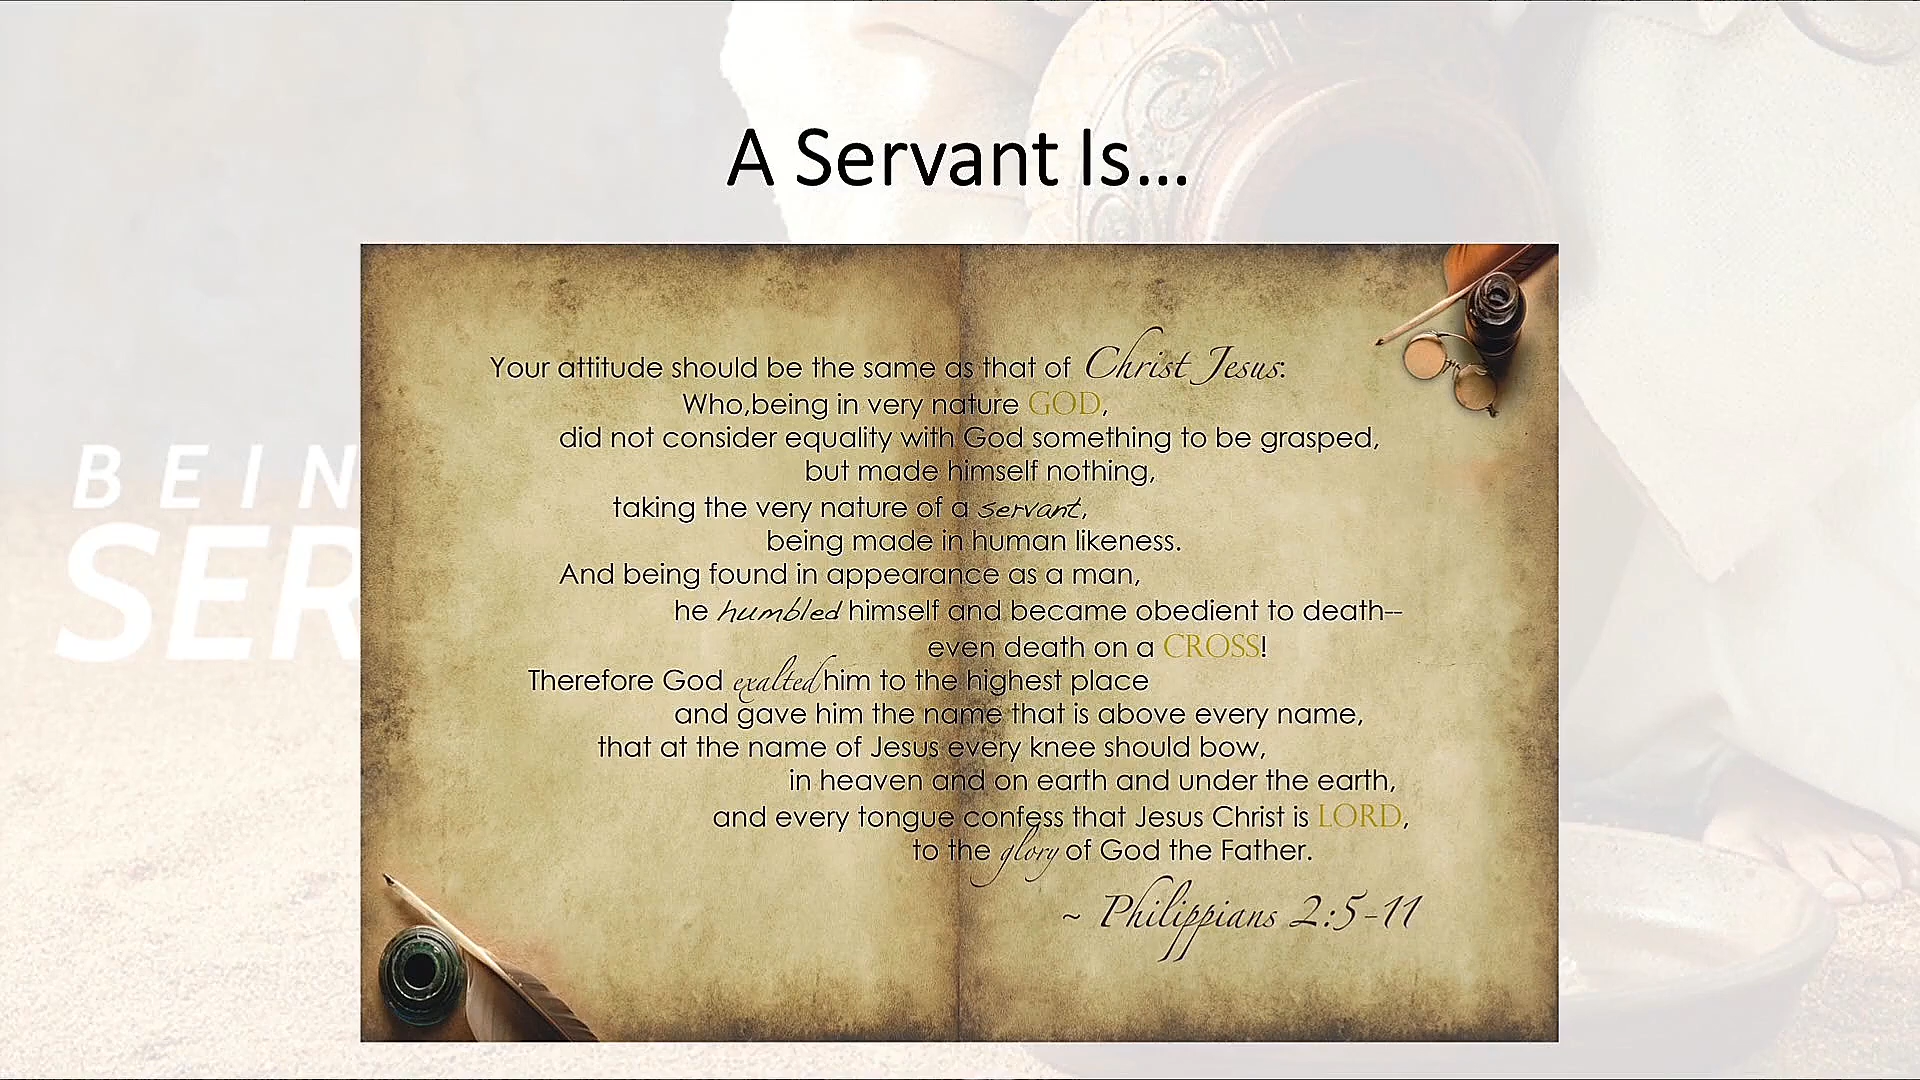 A Servant Is...
BEIN
SER
Your attitude should be the same as that of Christ Jesus:
Who,being in very nature GOD,
did not consider equality with God something to be grasped,
but made himself nothing,
taking the very nature of a servant,
being made in human likeness.
And being found in appearance as a man,
he humbled himself and became obedient to death--
even death on a CROSS!
Therefore God exalted him to the highest place
and gave him the name that is above every name,
that at the name of Jesus every knee should bow,
in heaven and on earth and under the earth,
and every tongue confess that Jesus Christ is LORD,
to the glory of God the Father.
~ Philippians 2:5-11